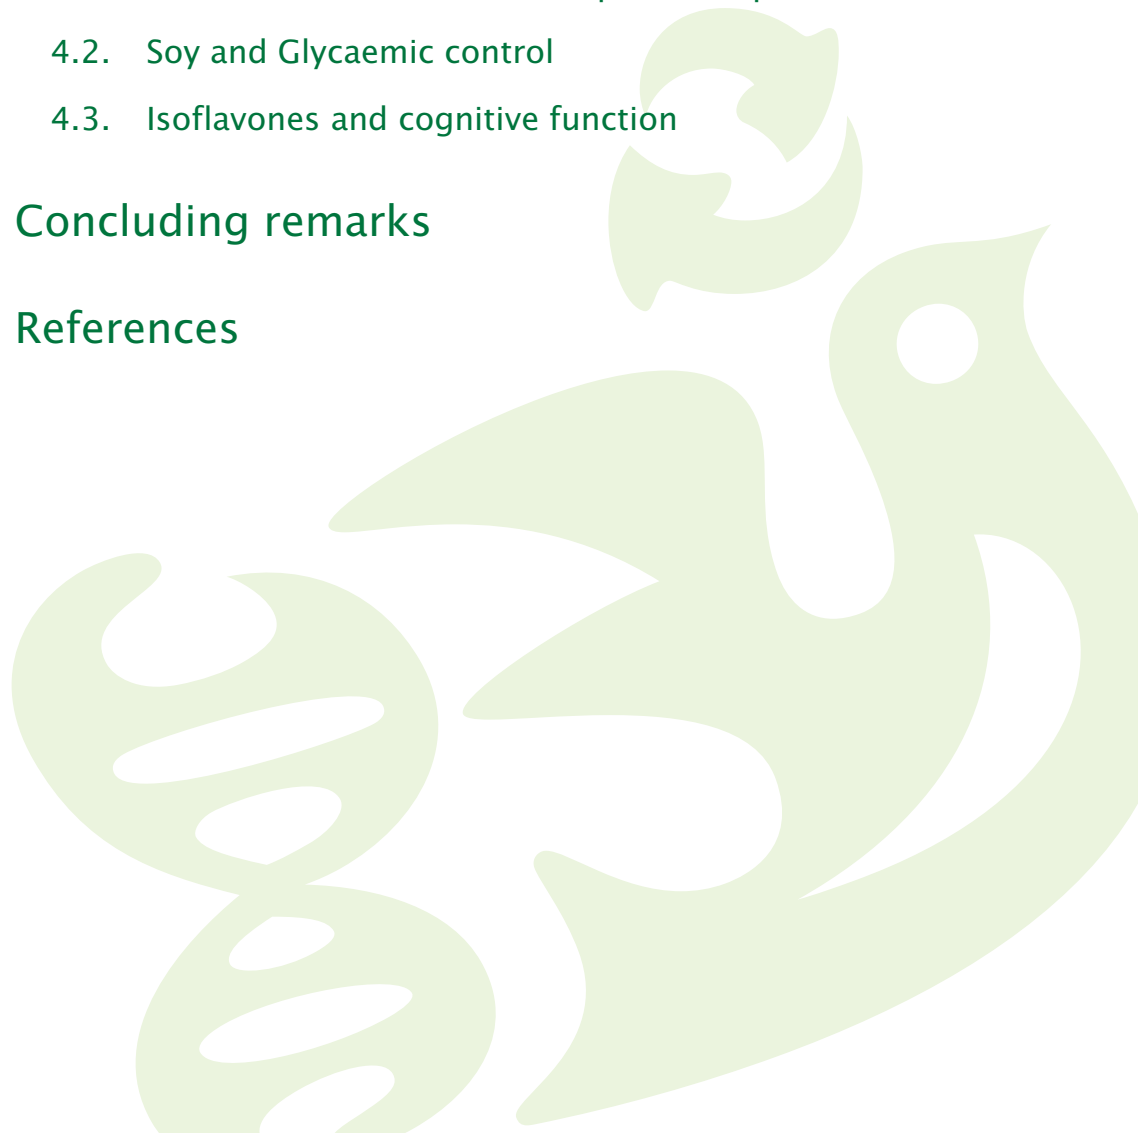 4.2. Soy and Glycaemic control
4.3. Isoflavones and cognitive function
Concluding remarks
References